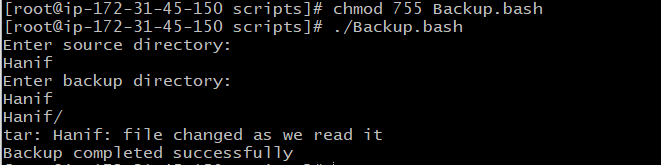 [root@ip-172-31-45-150 scripts]# chmod 755 Backup.bash
[root@ip-172-31-45-150 scripts]# ./Backup.bash
Enter source directory:
Hanif
Enter backup directory:
Hanif
Hanif/
tar: Hanif: file changed as we read it
Backup completed successfully